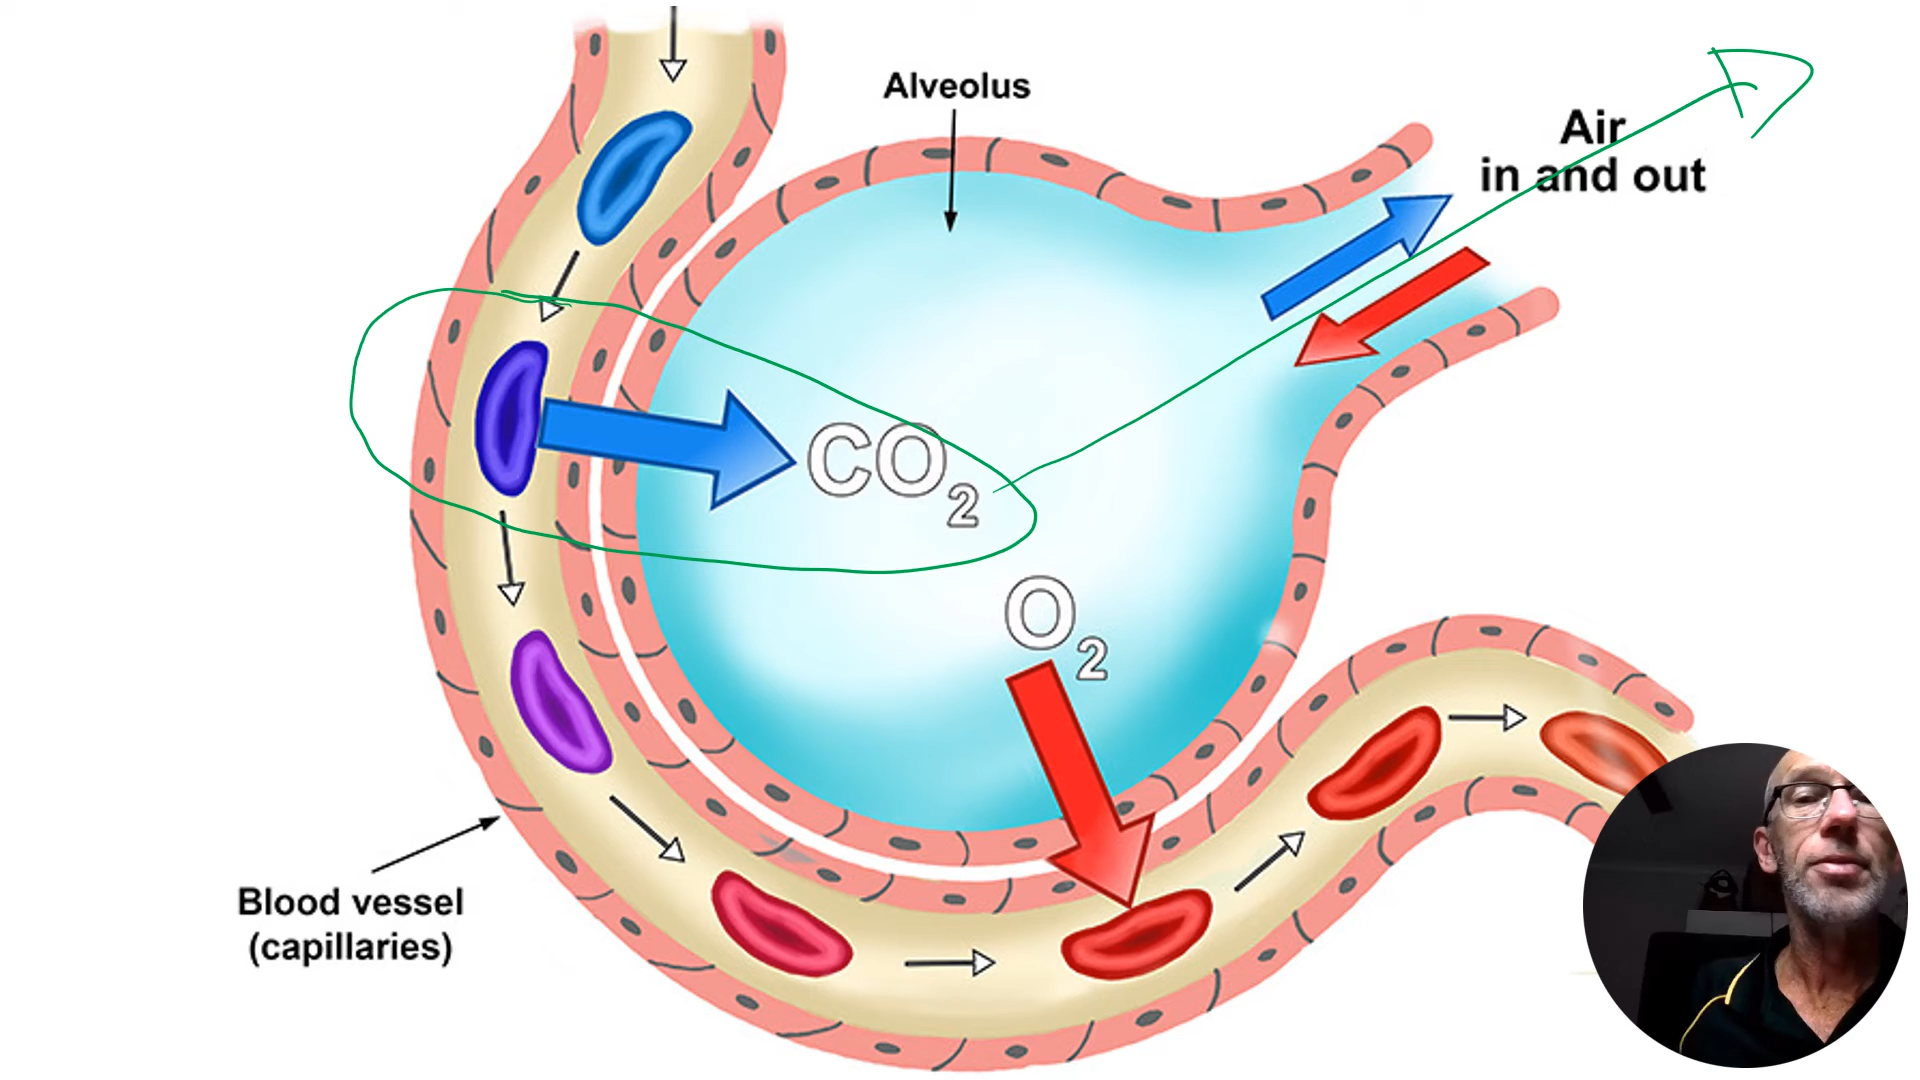 Alveolus
Air
in and out
CO2
O2
Blood vessel
(capillaries)